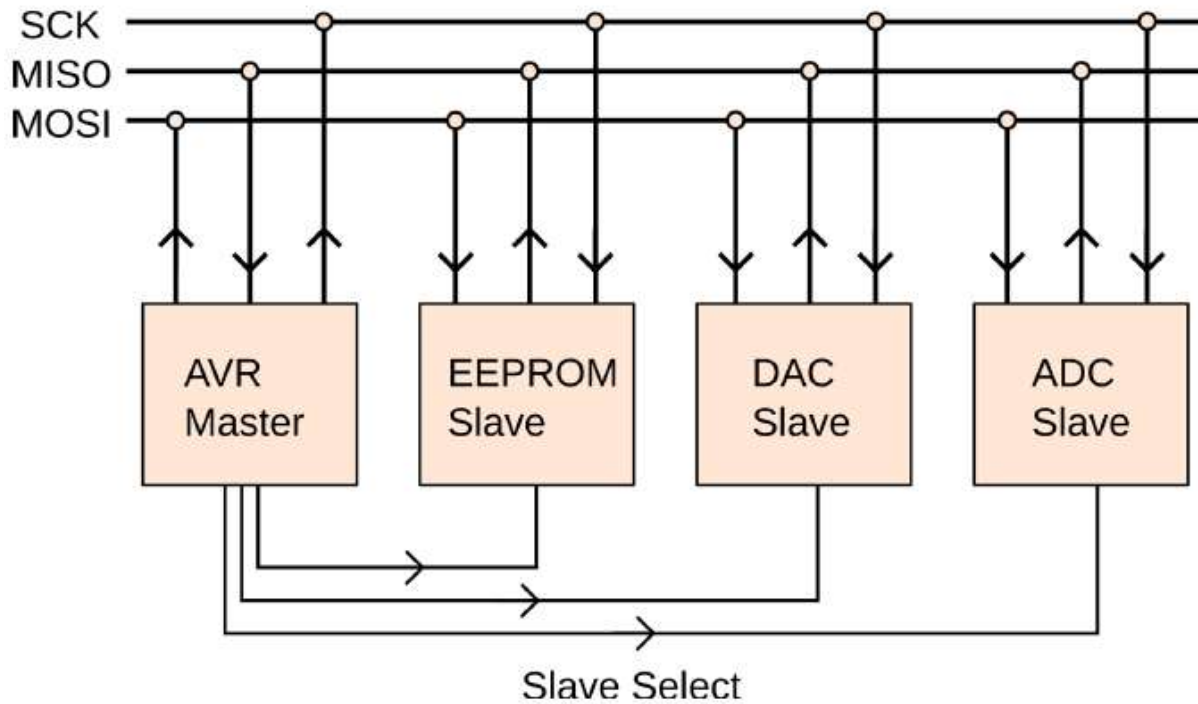 SCK
MISO
MOSI
AVR
Master
EEPROM
Slave
DAC
Slave
ADC
Slave
Slave Select